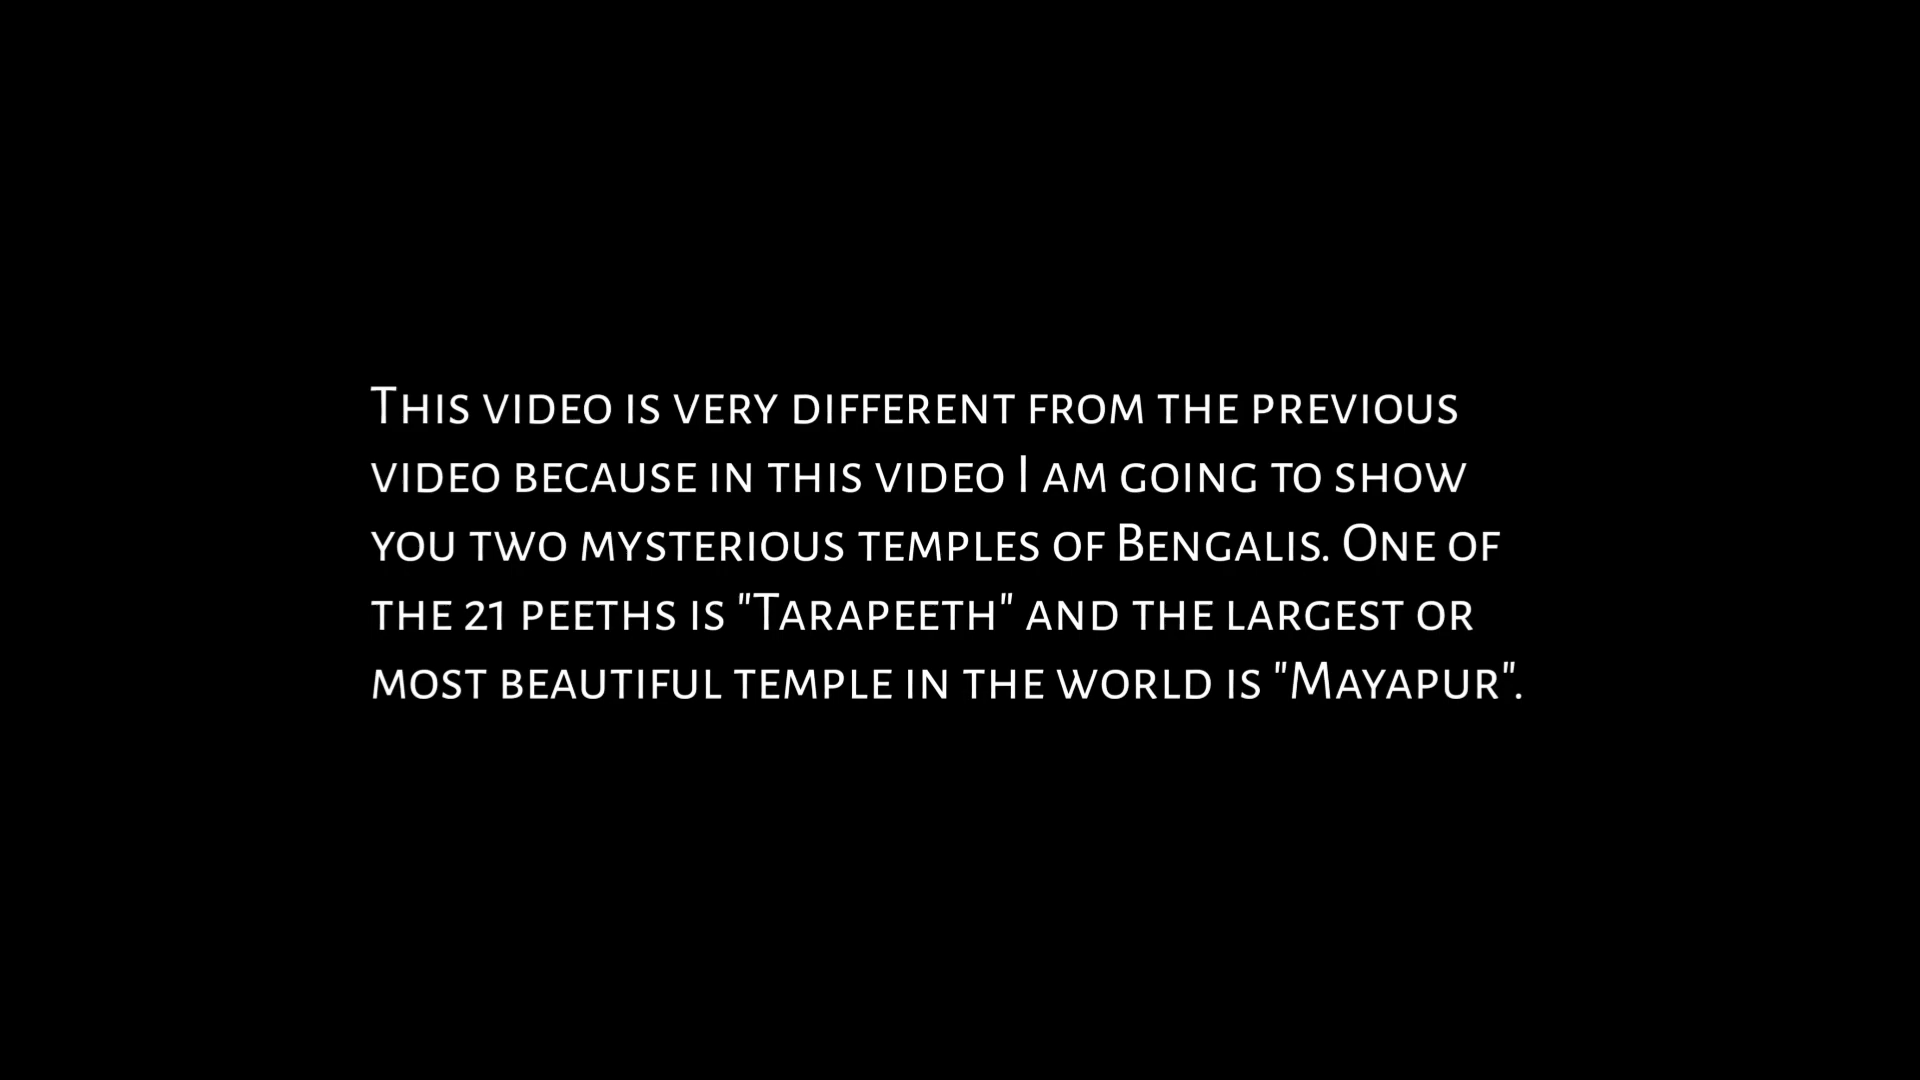 This video is very different from the previous
video because in this video I am going to show
you two mysterious temples of Bengalis. One of
the 21 peeths is "Tarapeeth" and the largest or
most beautiful temple in the world is "Mayapur".